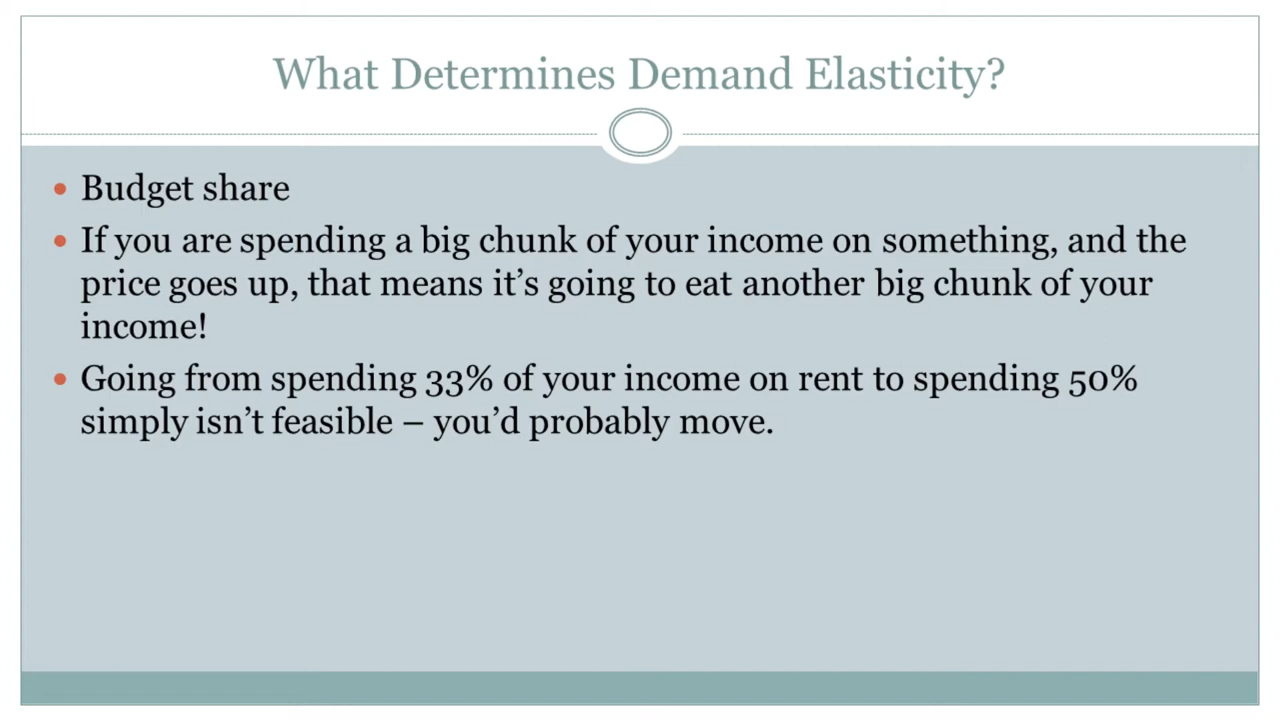 What Determines Demand Elasticity?
• Budget share
• If you are spending a big chunk of your income on something, and the
price goes up, that means it’s going to eat another big chunk of your
income!
• Going from spending 33% of your income on rent to spending 50%
simply isn’t feasible – you’d probably move.